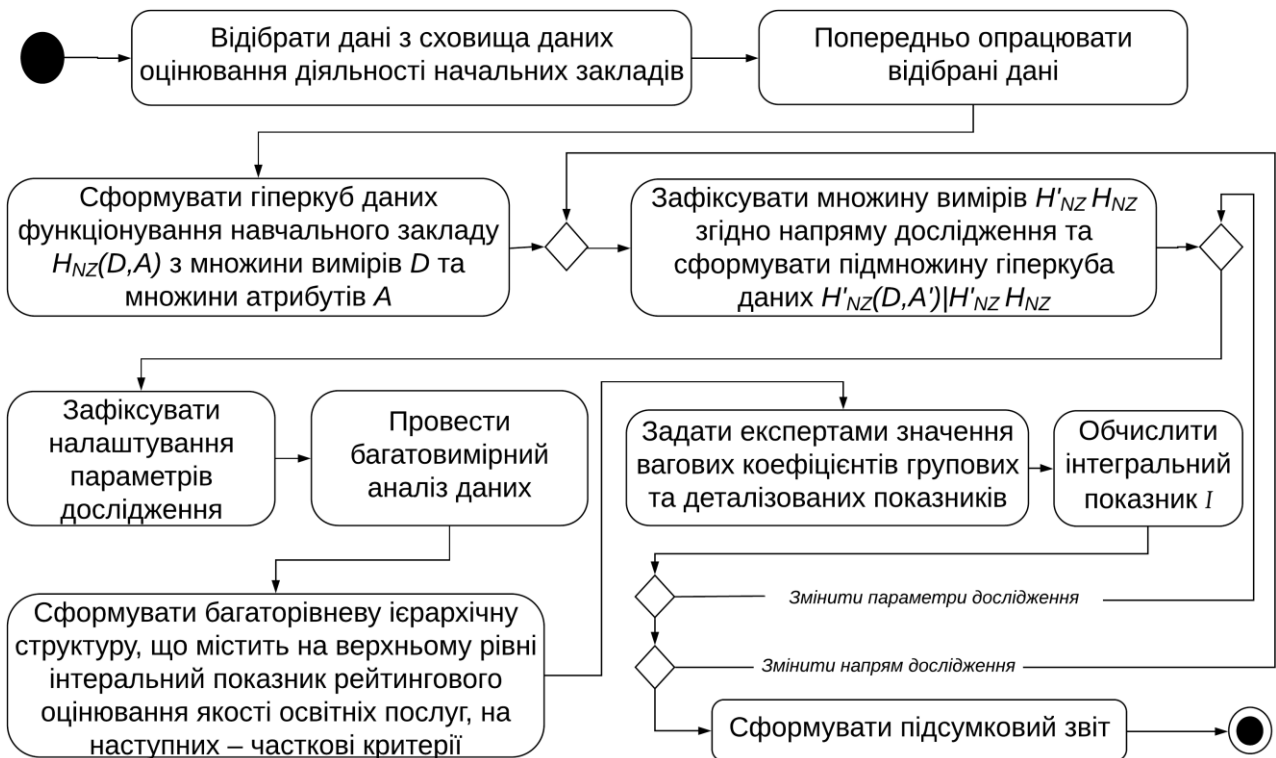 Відібрати дані з сховища даних
оцінювання діяльності начальних закладів
Попередньо опрацювати
відібрані дані
Сформувати гіперкуб даних
функціонування навчального закладу
H_NZ(D,A) з множини вимірів D та
множини атрибутів A
Зафіксувати множину вимірів H'_NZ H_NZ
згідно напряму дослідження та
сформувати підмножину гіперкуба
даних H'_NZ(D,A')|H'_NZ H_NZ
Зафіксувати
налаштування
параметрів
дослідження
Провести
багатовимірний
аналіз даних
Задати експертами значення
вагових коефіцієнтів групових
та деталізованих показників
Обчислити
інтегральний
показник I
Сформувати багаторівневу ієрархічну
структуру, що містить на верхньому рівні
інтеральний показник рейтингового
оцінювання якості освітніх послуг, на
наступних – часткові критерії
Змінити параметри дослідження
Змінити напрям дослідження
Сформувати підсумковий звіт